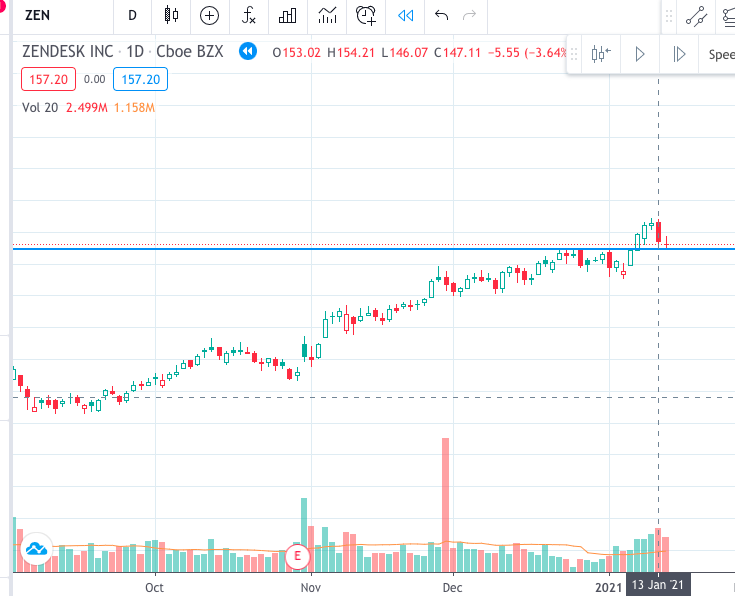 ZEN D
ZENDESK INC · 1D · Cboe BZX O153.02 H154.21 L146.07 C147.11 −5.55 (−3.64%
Spee
157.20 0.00 157.20
Vol 20 2.499M 1.158M
E
Oct Nov Dec 2021 13 Jan '21